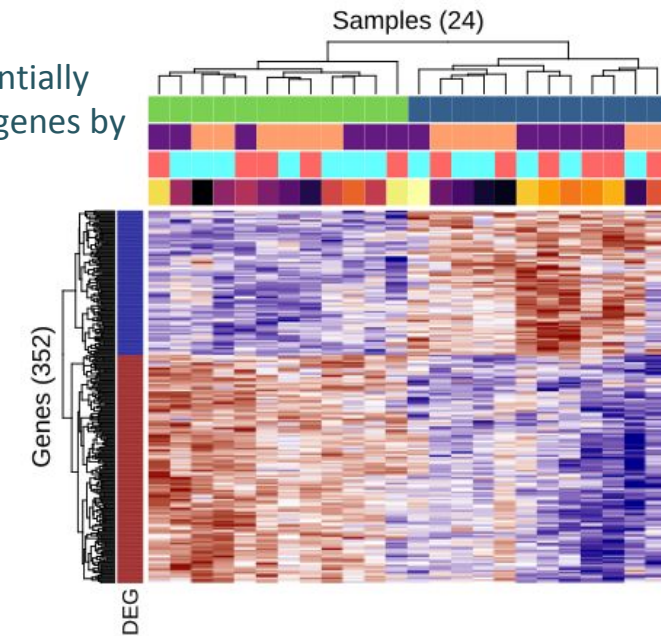 Samples (24)
ntially
genes by
Genes (352)
DEG